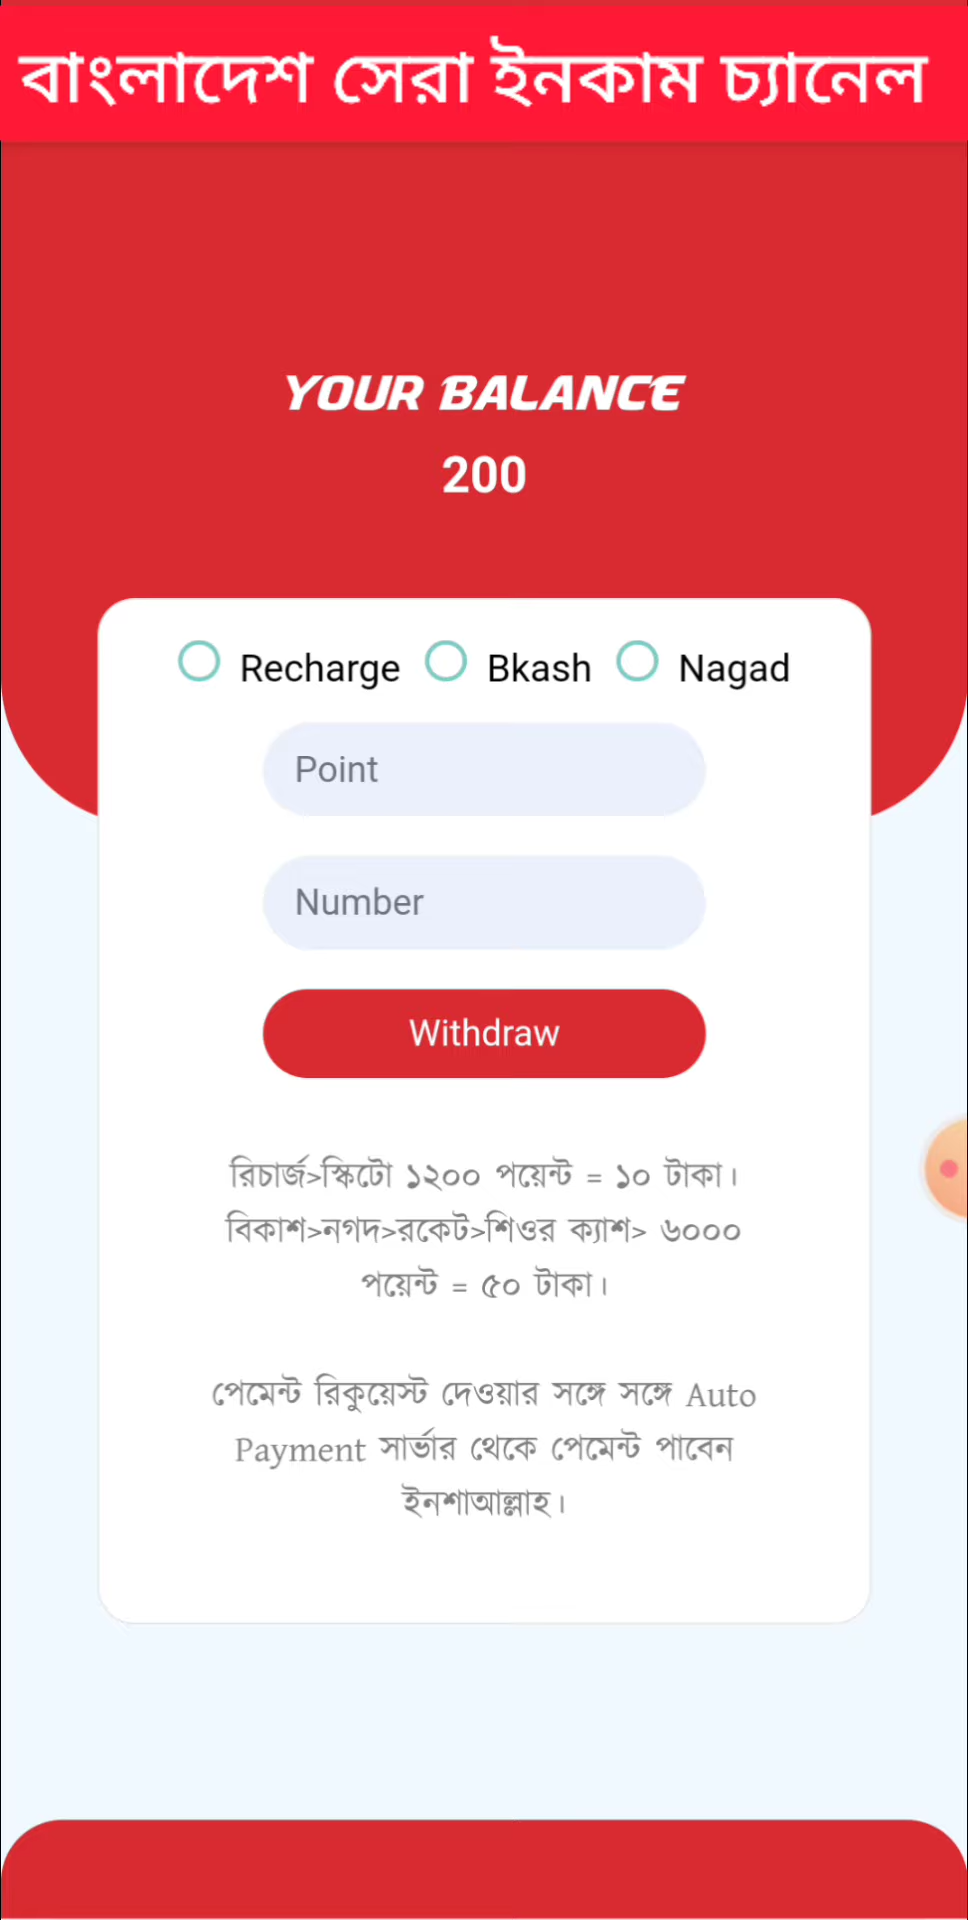 বাংলাদেশ সেরা ইনকাম চ্যানেল
YOUR BALANCE
200
Recharge Bkash Nagad
Point
Number
Withdraw
রিচার্জ>স্কিটো ১২০০ পয়েন্ট = ১০ টাকা।
বিকাশ>নগদ>রকেট>শিওর ক্যাশ> ৬০০০
পয়েন্ট = ৫০ টাকা।
পেমেন্ট রিকুয়েস্ট দেওয়ার সঙ্গে সঙ্গে Auto
Payment সার্ভার থেকে পেমেন্ট পাবেন
ইনশাআল্লাহ।